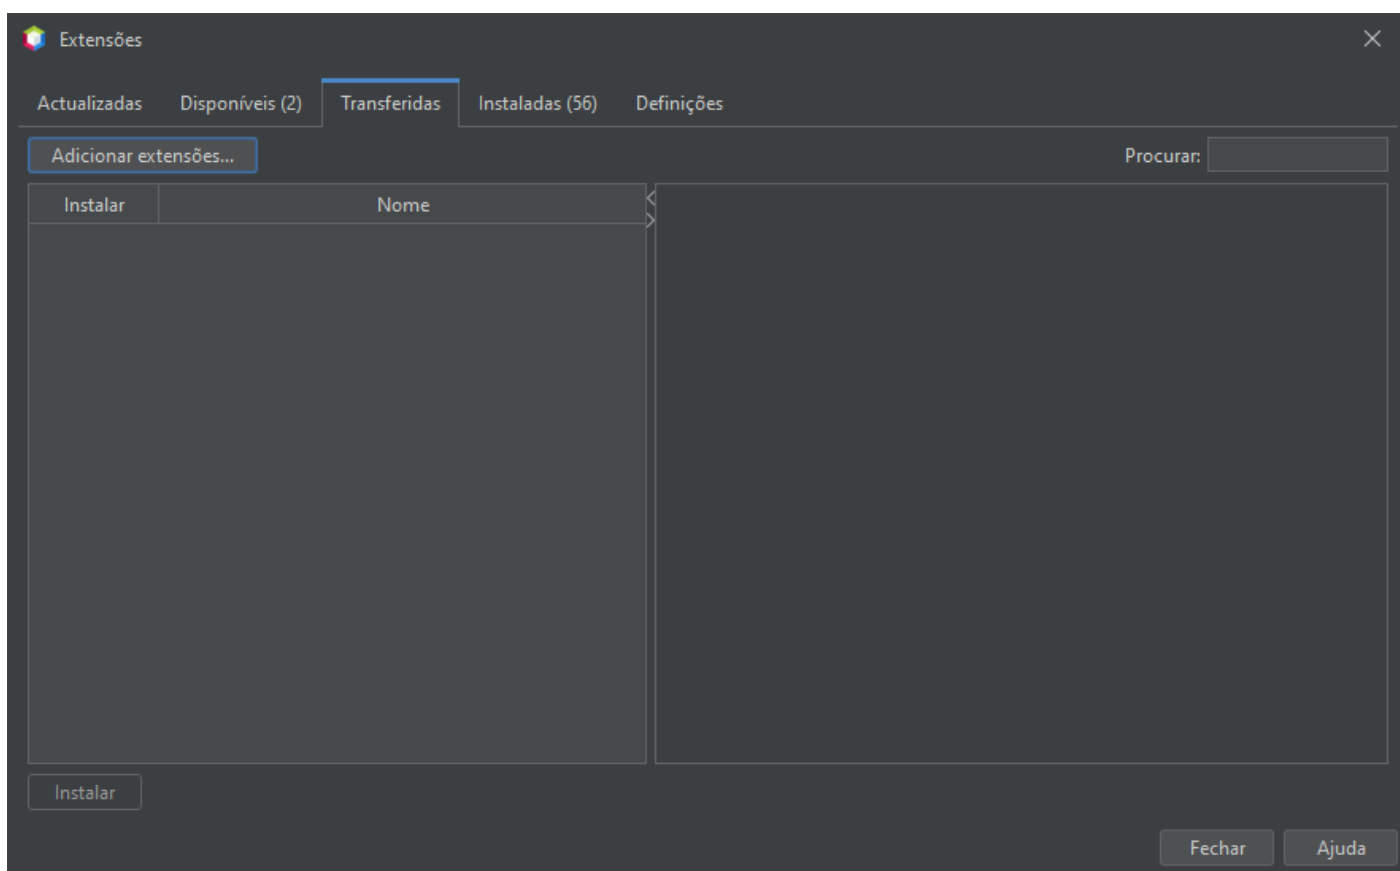 Extensões
Actualizadas Disponíveis (2) Transferidas Instaladas (56) Definições
Adicionar extensões... Procurar:
Instalar Nome
Instalar
Fechar Ajuda